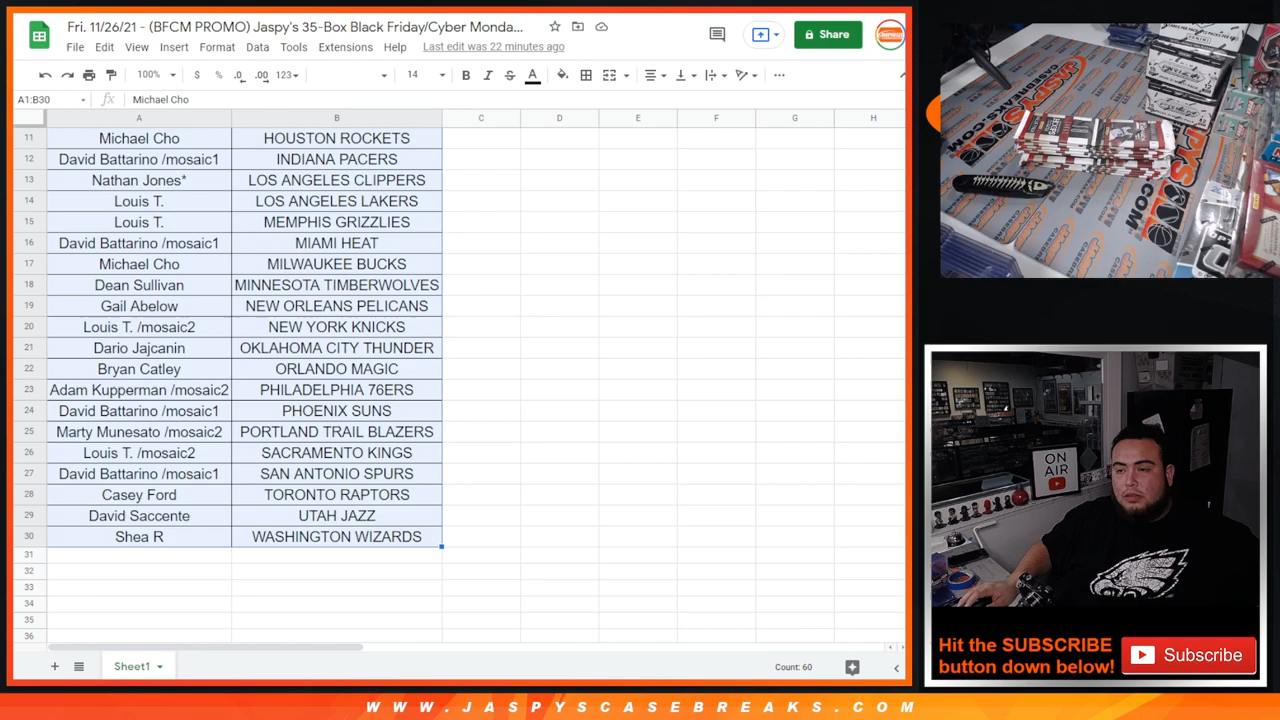 Fri. 11/26/21 - (BFCM PROMO) Jaspy's 35-Box Black Friday/Cyber Monda...
File Edit View Insert Format Data Tools Extensions Help Last edit was 22 minutes ago
Share
100% $ % .0 .00 123 14 B I S A
A1:B30 fx Michael Cho
A B C D E F G H
11 Michael Cho HOUSTON ROCKETS
12 David Battarino /mosaic1 INDIANA PACERS
13 Nathan Jones* LOS ANGELES CLIPPERS
14 Louis T. LOS ANGELES LAKERS
15 Louis T. MEMPHIS GRIZZLIES
16 David Battarino /mosaic1 MIAMI HEAT
17 Michael Cho MILWAUKEE BUCKS
18 Dean Sullivan MINNESOTA TIMBERWOLVES
19 Gail Abelow NEW ORLEANS PELICANS
20 Louis T. /mosaic2 NEW YORK KNICKS
21 Dario Jajcanin OKLAHOMA CITY THUNDER
22 Bryan Catley ORLANDO MAGIC
23 Adam Kupperman /mosaic2 PHILADELPHIA 76ERS
24 David Battarino /mosaic1 PHOENIX SUNS
25 Marty Munesato /mosaic2 PORTLAND TRAIL BLAZERS
26 Louis T. /mosaic2 SACRAMENTO KINGS
27 David Battarino /mosaic1 SAN ANTONIO SPURS
28 Casey Ford TORONTO RAPTORS
29 David Saccente UTAH JAZZ
30 Shea R WASHINGTON WIZARDS
31
32
33
34
35
36
Sheet1 Count: 60
ON AIR
Hit the SUBSCRIBE
button down below!
Subscribe
WWW.JASPYSCASEBREAKS.COM